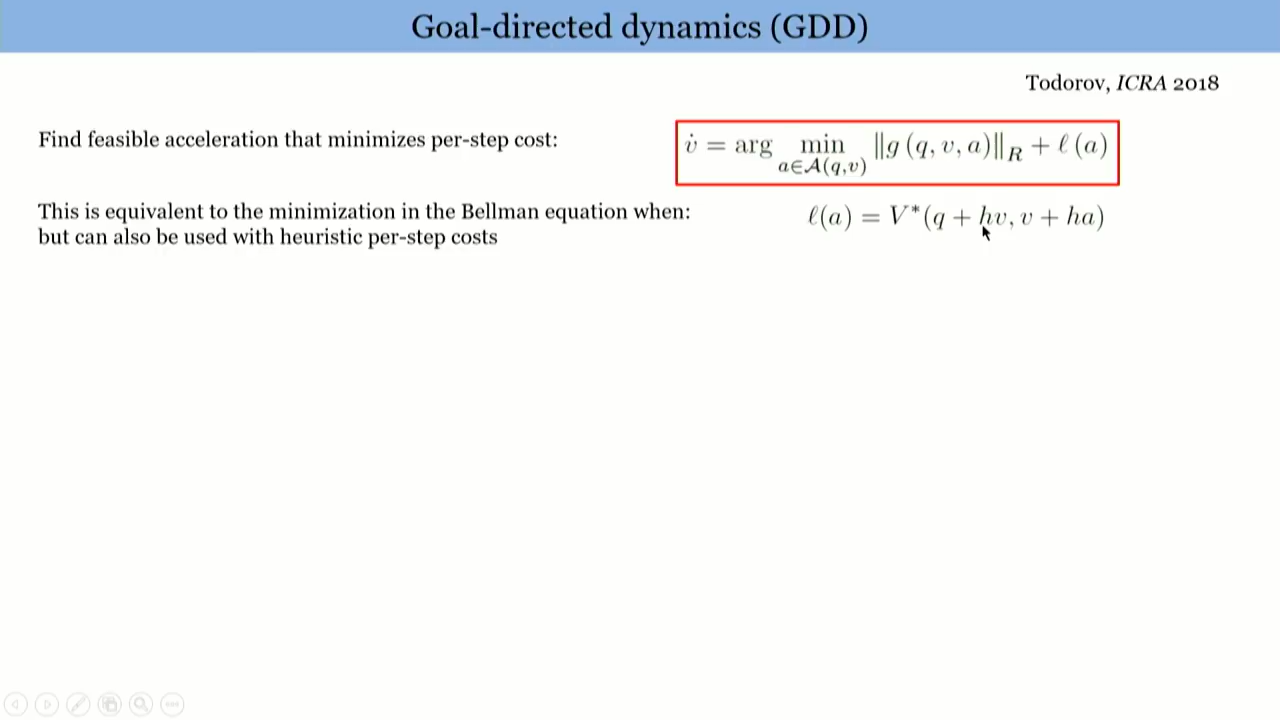 Goal-directed dynamics (GDD)
Todorov, ICRA 2018
Find feasible acceleration that minimizes per-step cost:
v̇ = arg min_{a∈𝒜(q,v)} ‖g (q, v, a)‖_R + ℓ (a)
This is equivalent to the minimization in the Bellman equation when:
ℓ(a) = V*(q + hv, v + ha)
but can also be used with heuristic per-step costs